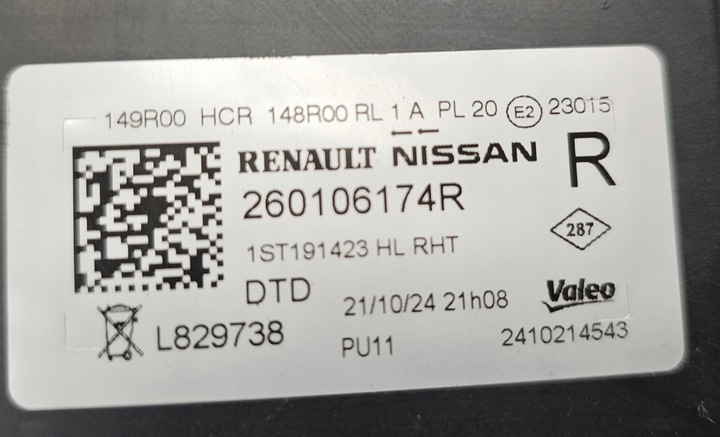 149R00 HCR 148R00 RL 1 A PL 20 E2 23015
RENAULT NISSAN R
260106174R
1ST191423 HL RHT 287
DTD 21/10/24 21h08 Valeo
L829738 PU11 2410214543